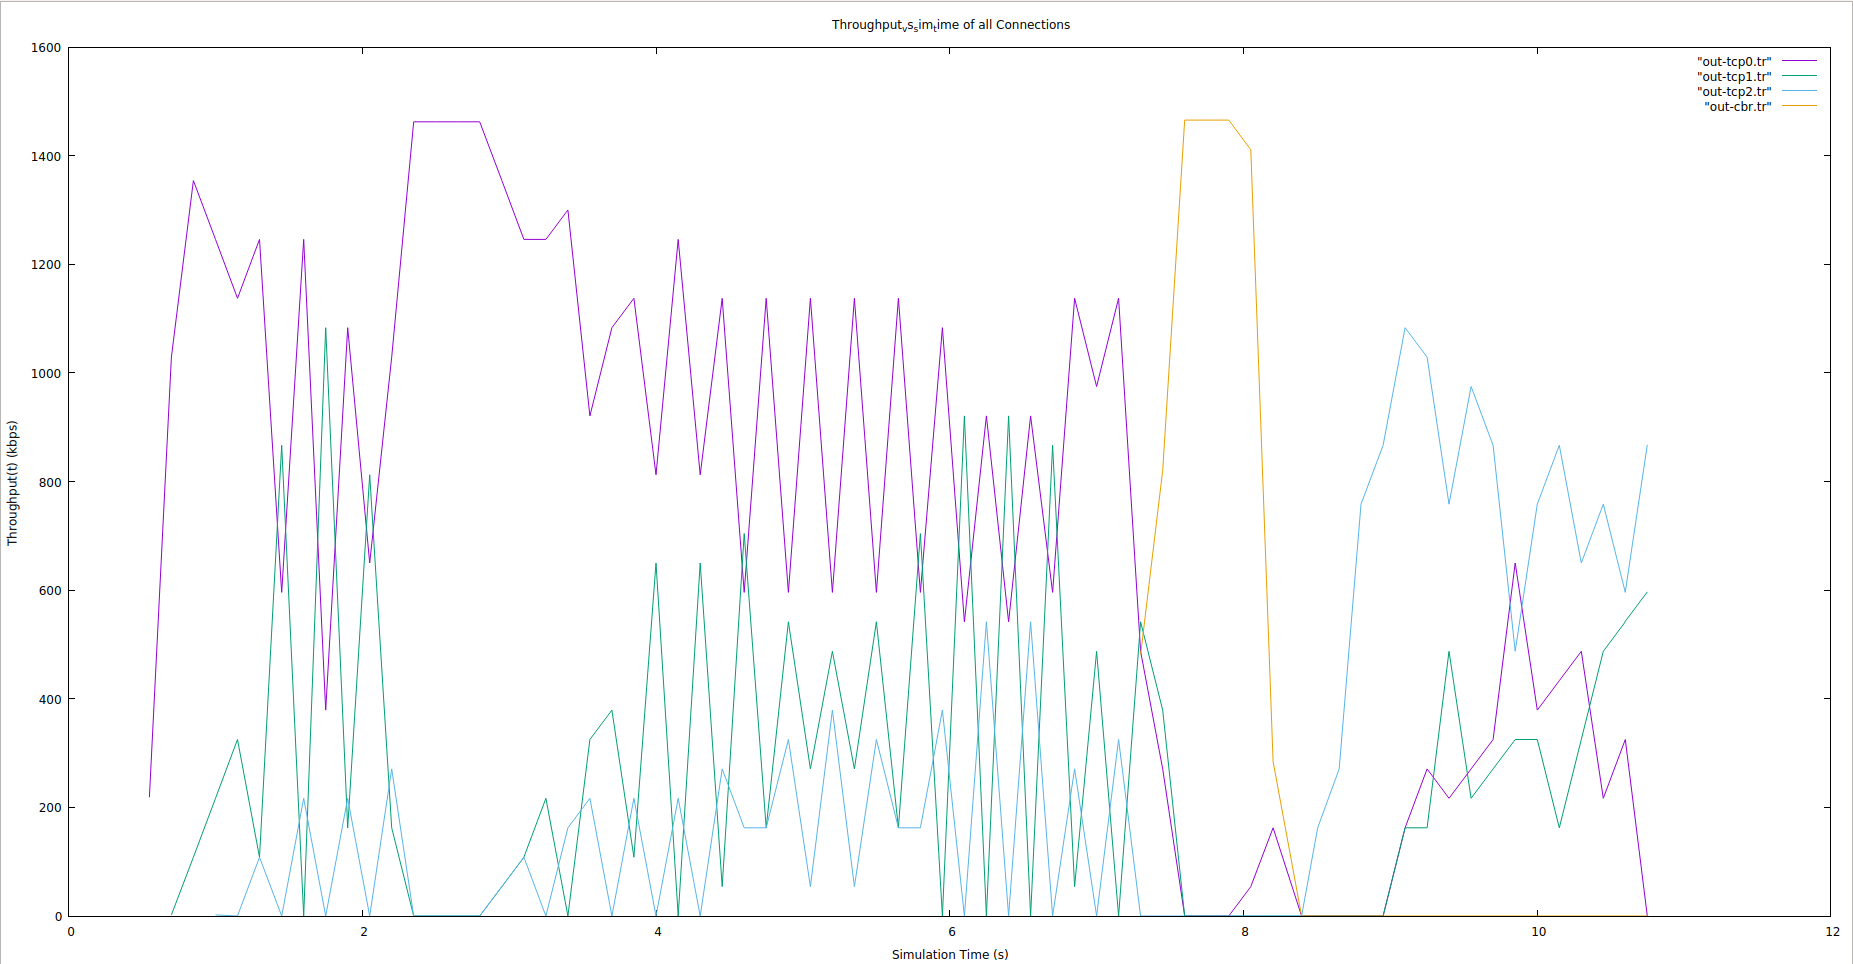 Throughputvssimtime of all Connections
1600
1400
1200
1000
800
600
400
200
0
Throughput(t) (kbps)
"out-tcp0.tr"
"out-tcp1.tr"
"out-tcp2.tr"
"out-cbr.tr"
0 2 4 6 8 10 12
Simulation Time (s)